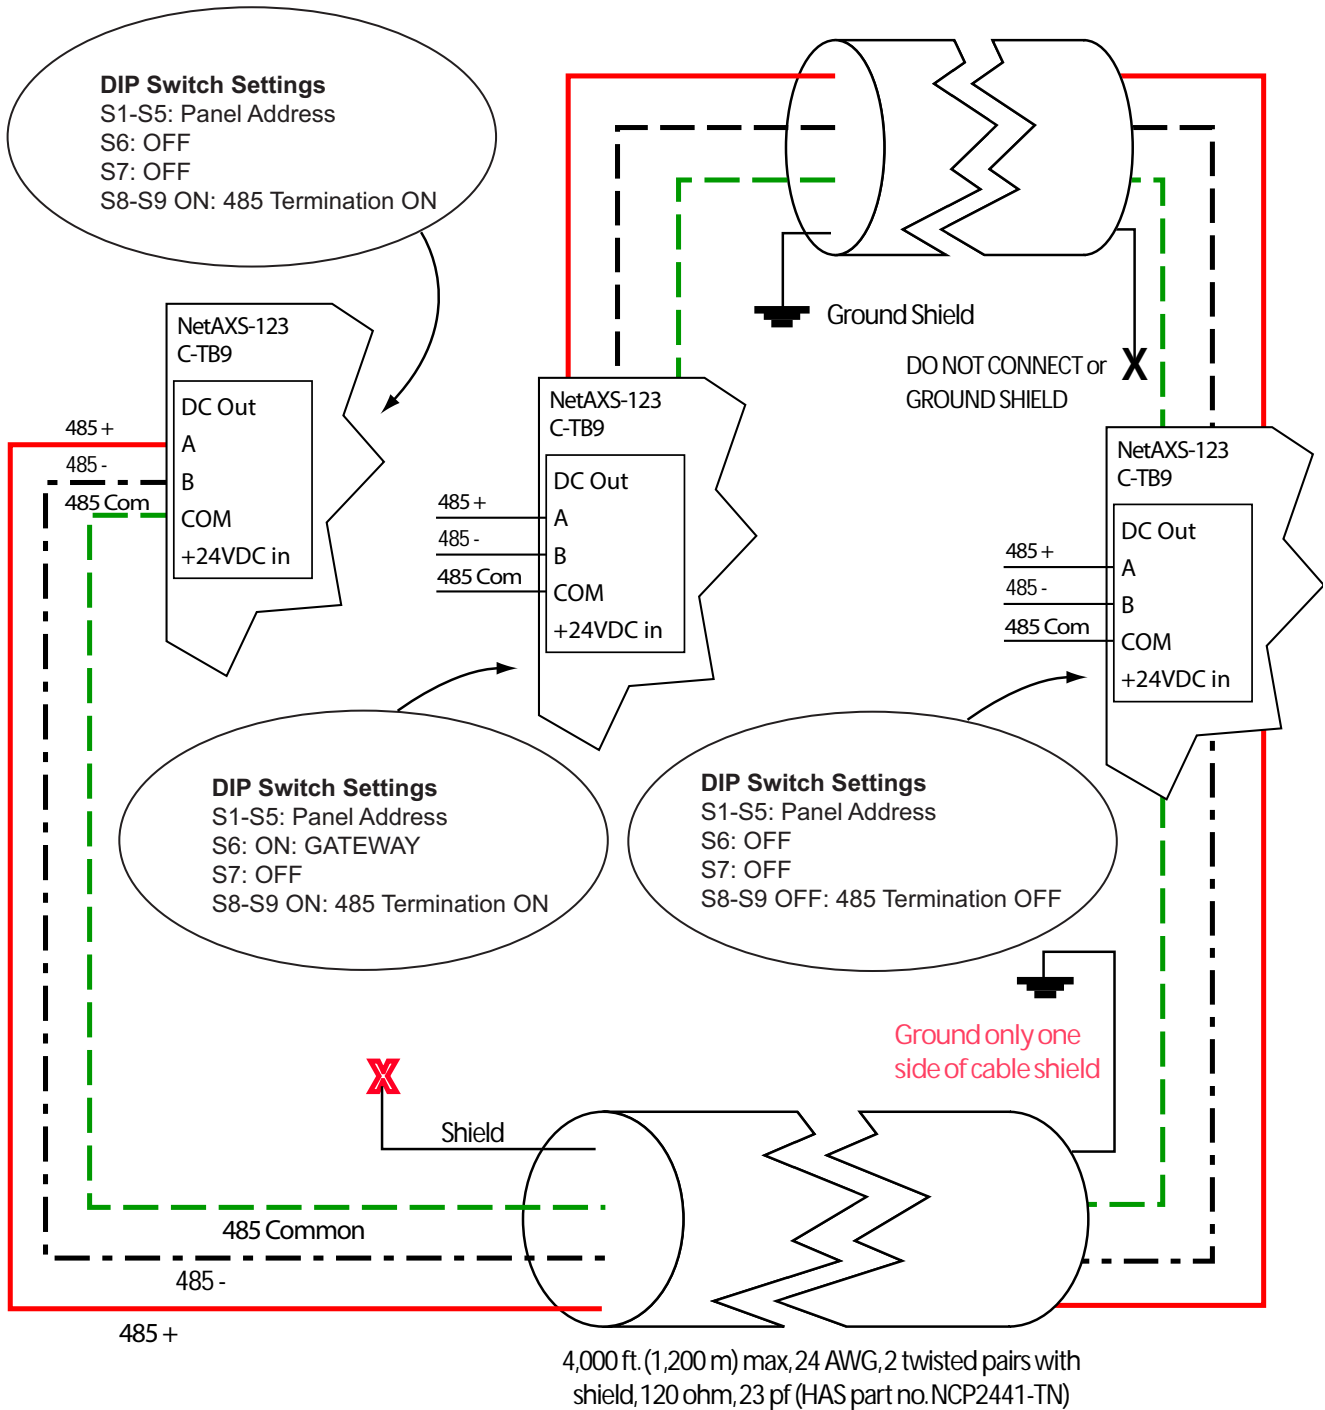 DIP Switch Settings
S1-S5: Panel Address
S6: OFF
S7: OFF
S8-S9 ON: 485 Termination ON
Ground Shield
DO NOT CONNECT or
GROUND SHIELD
X
NetAXS-123
C-TB9
DC Out
A
B
COM
+24VDC in
485 +
485 -
485 Com
NetAXS-123
C-TB9
DC Out
A
B
COM
+24VDC in
485 +
485 -
485 Com
NetAXS-123
C-TB9
DC Out
A
B
COM
+24VDC in
485 +
485 -
485 Com
DIP Switch Settings
S1-S5: Panel Address
S6: ON: GATEWAY
S7: OFF
S8-S9 ON: 485 Termination ON
DIP Switch Settings
S1-S5: Panel Address
S6: OFF
S7: OFF
S8-S9 OFF: 485 Termination OFF
Ground only one
side of cable shield
X
Shield
485 Common
485 -
485 +
4,000 ft. (1,200 m) max, 24 AWG, 2 twisted pairs with
shield, 120 ohm, 23 pf (HAS part no. NCP2441-TN)